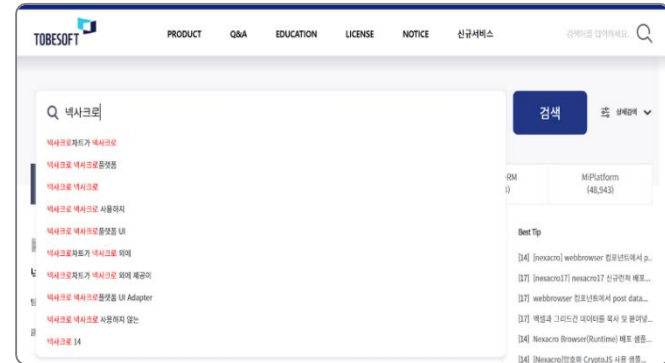 TOBESOFT PRODUCT Q&A EDUCATION LICENSE NOTICE 신규서비스 검색어를 입력하세요.
넥사크로 검색 상세검색
넥사크로차트가 넥사크로
넥사크로 넥사크로플랫폼
넥사크로 넥사크로
넥사크로 넥사크로 사용하지
넥사크로 넥사크로플랫폼 UI
넥사크로차트가 넥사크로 외에
넥사크로차트가 넥사크로 외에 제공이
넥사크로 넥사크로플랫폼 UI Adapter
넥사크로 넥사크로 사용하지 않는
넥사크로 14
-RM
MiPlatform
(48,943)
Best Tip
[14] [nexacro] webbrowser 컴포넌트에서 p..
[17] [nexacro17] nexacro17 신규런처 배포...
[17] webbrowser 컴포넌트에서 post data...
[17] 엑셀과 그리드간 데이터를 복사 및 붙여넣...
[14] Nexacro Browser(Runtime) 배포 샘플...
[14] [Nexacro]암호화 CryptoJS 사용 샘플...